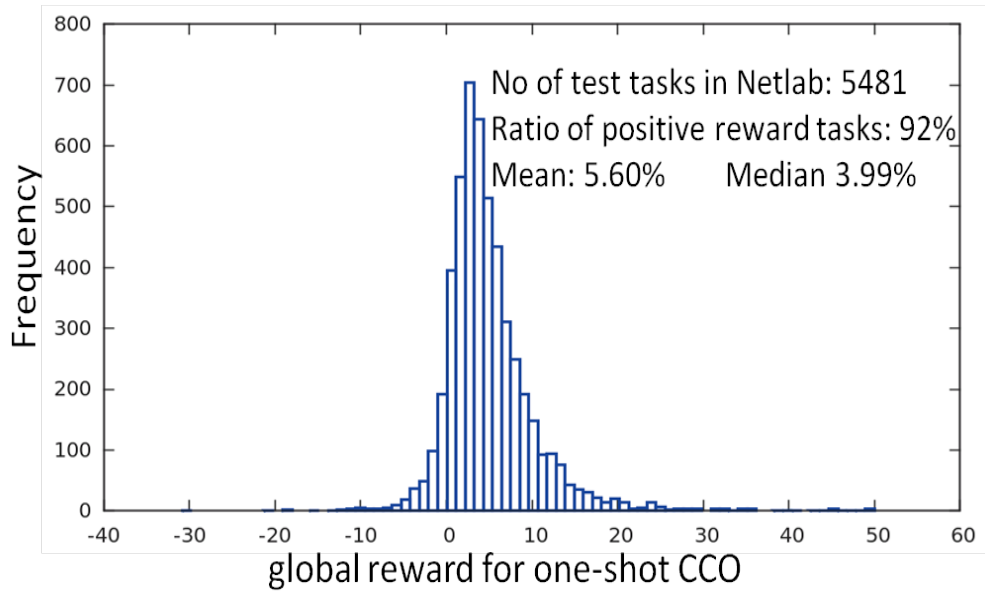 800
700
600
500
400
300
200
100
0
Frequency
No of test tasks in Netlab: 5481
Ratio of positive reward tasks: 92%
Mean: 5.60% Median 3.99%
-40 -30 -20 -10 0 10 20 30 40 50 60
global reward for one-shot CCO